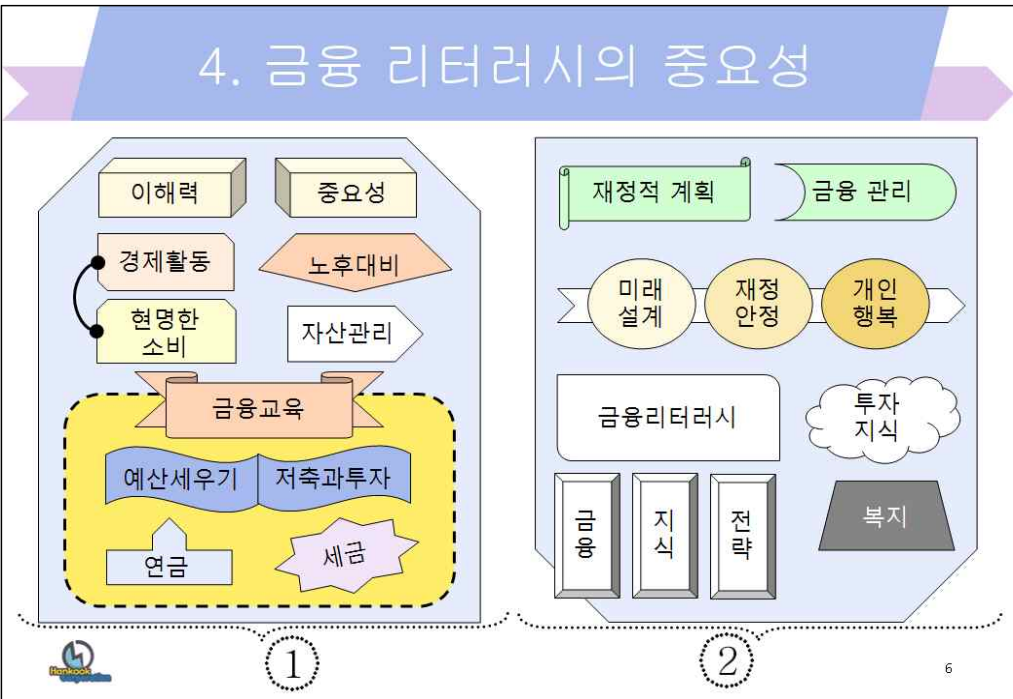 4. 금융 리터러시의 중요성
이해력
중요성
경제활동
노후대비
현명한
소비
자산관리
금융교육
예산세우기
저축과투자
연금
세금
1
재정적 계획
금융 관리
미래
설계
재정
안정
개인
행복
금융리터러시
투자
지식
금
융
지
식
전
략
복지
2
Hankook
Corporation
6